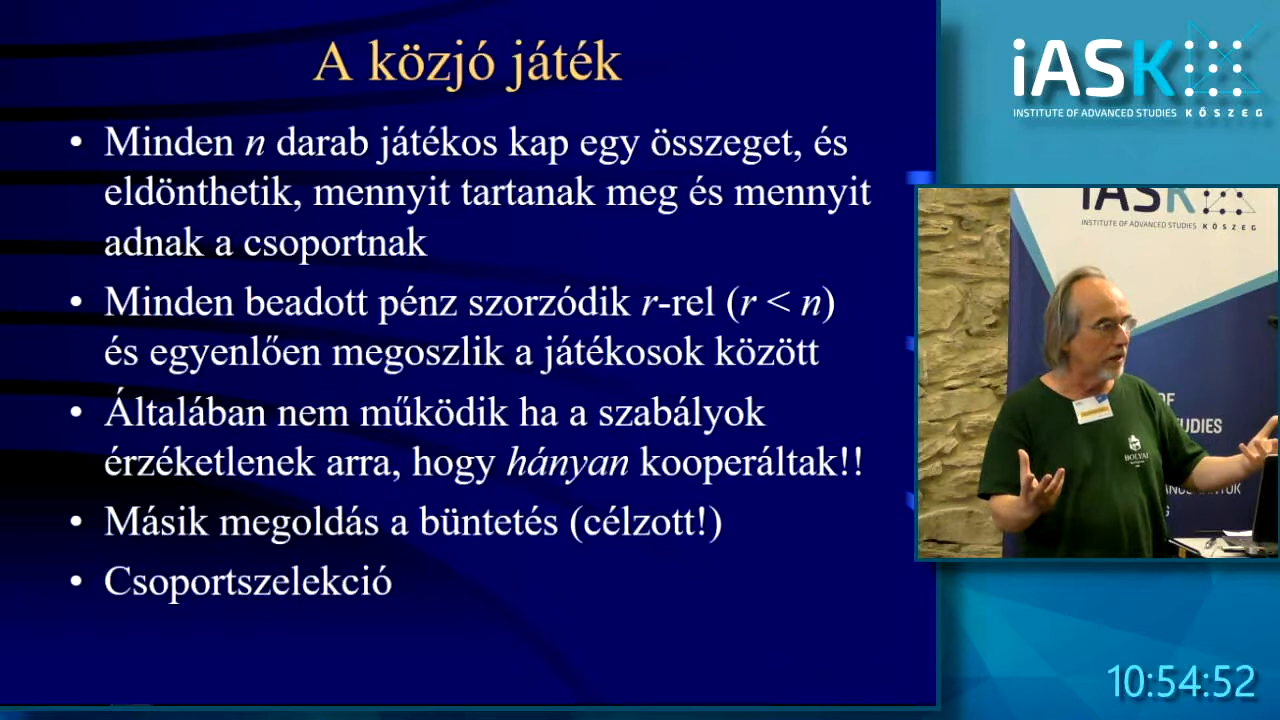 A közjó játék
• Minden n darab játékos kap egy összeget, és
eldönthetik, mennyit tartanak meg és mennyit
adnak a csoportnak
• Minden beadott pénz szorzódik r-rel (r < n)
és egyenlően megoszlik a játékosok között
• Általában nem működik ha a szabályok
érzéketlenek arra, hogy hányan kooperáltak!!
• Másik megoldás a büntetés (célzott!)
• Csoportszelekció
iASK
INSTITUTE OF ADVANCED STUDIES KŐSZEG
iASK
INSTITUTE OF ADVANCED STUDIES KŐSZEG
OF
UDIES
BOLYAI
10:54:52